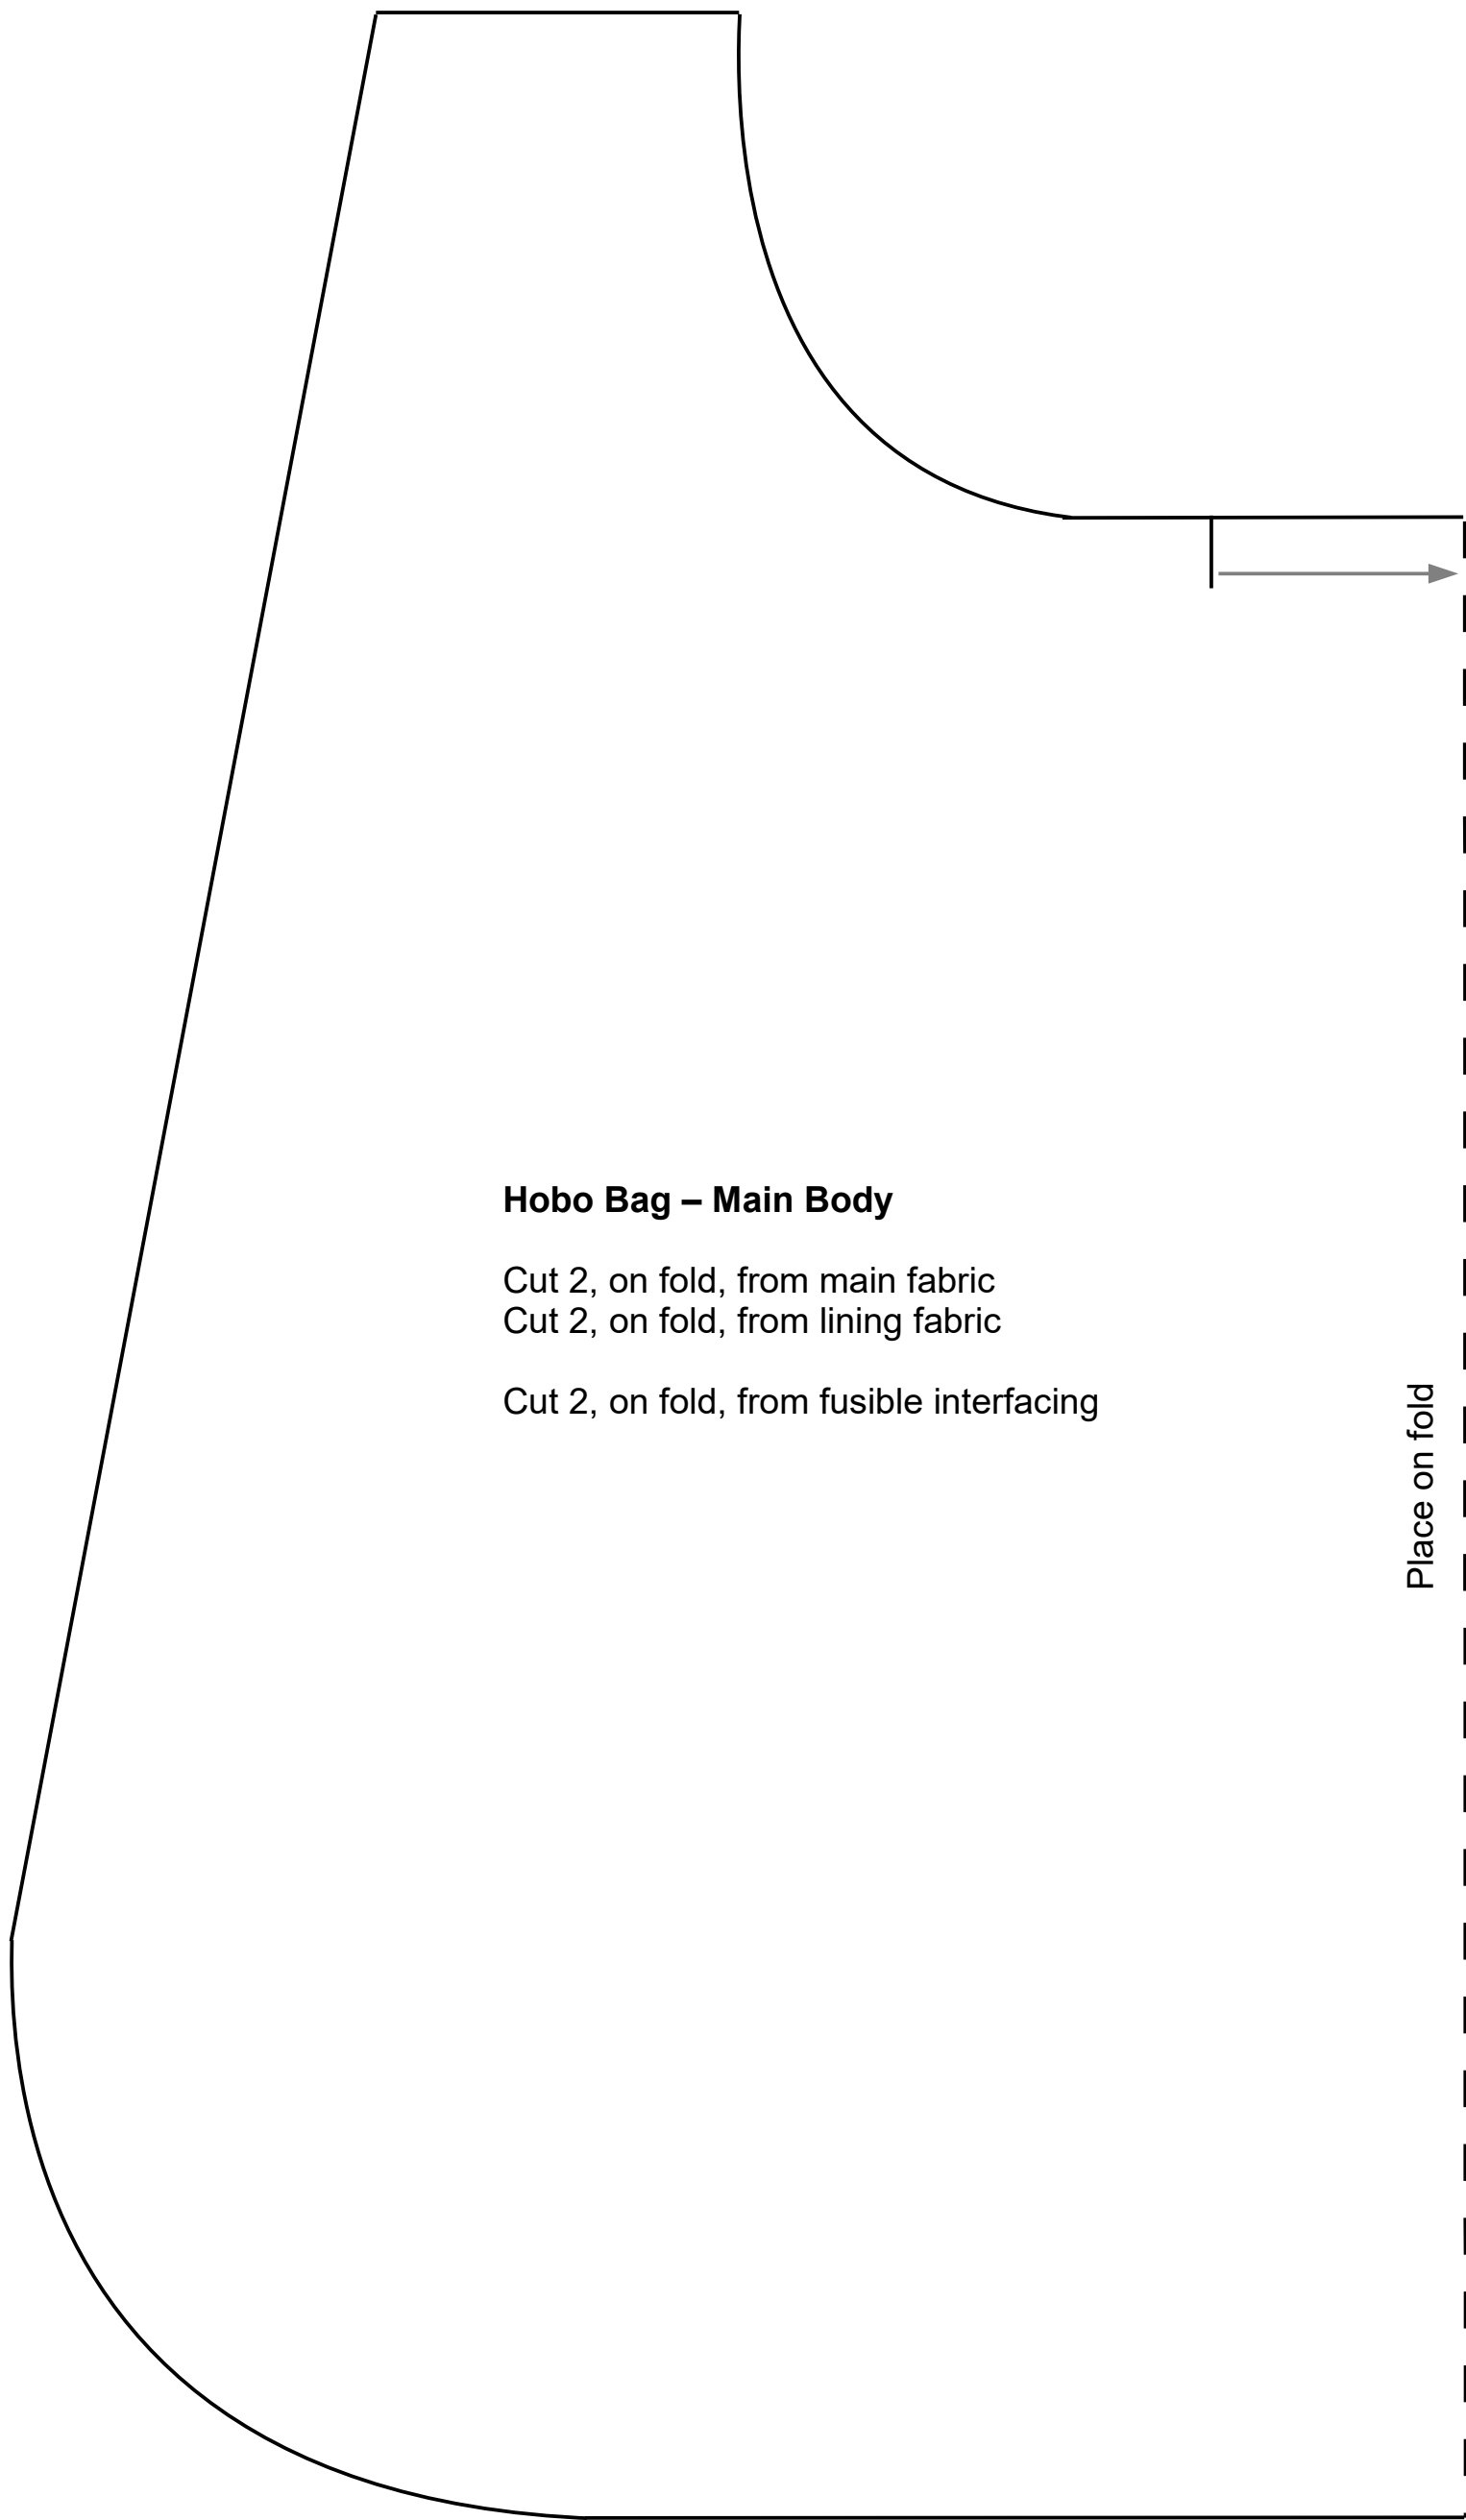 Hobo Bag – Main Body
Cut 2, on fold, from main fabric
Cut 2, on fold, from lining fabric
Cut 2, on fold, from fusible interfacing
Place on fold